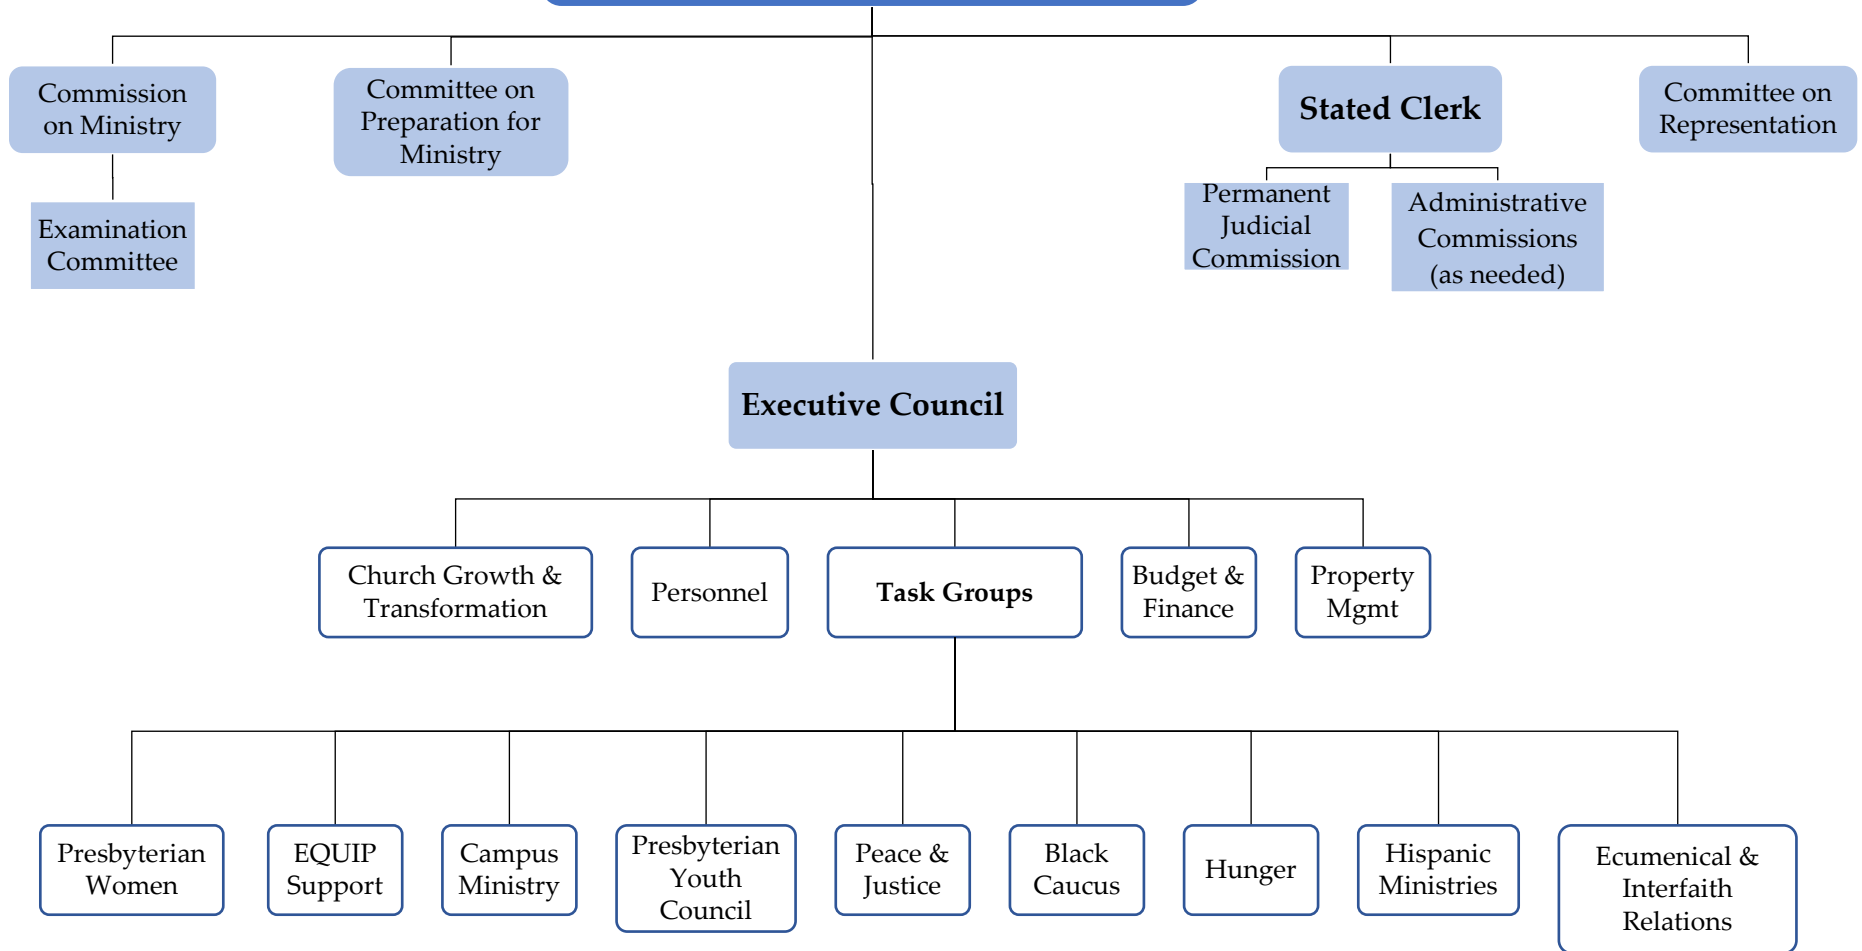 Commission
on Ministry
Committee on
Preparation for
Ministry
Stated Clerk
Committee on
Representation
Examination
Committee
Permanent
Judicial
Commission
Administrative
Commissions
(as needed)
Executive Council
Church Growth &
Transformation
Personnel
Task Groups
Budget &
Finance
Property
Mgmt
Presbyterian
Women
EQUIP
Support
Campus
Ministry
Presbyterian
Youth
Council
Peace &
Justice
Black
Caucus
Hunger
Hispanic
Ministries
Ecumenical &
Interfaith
Relations